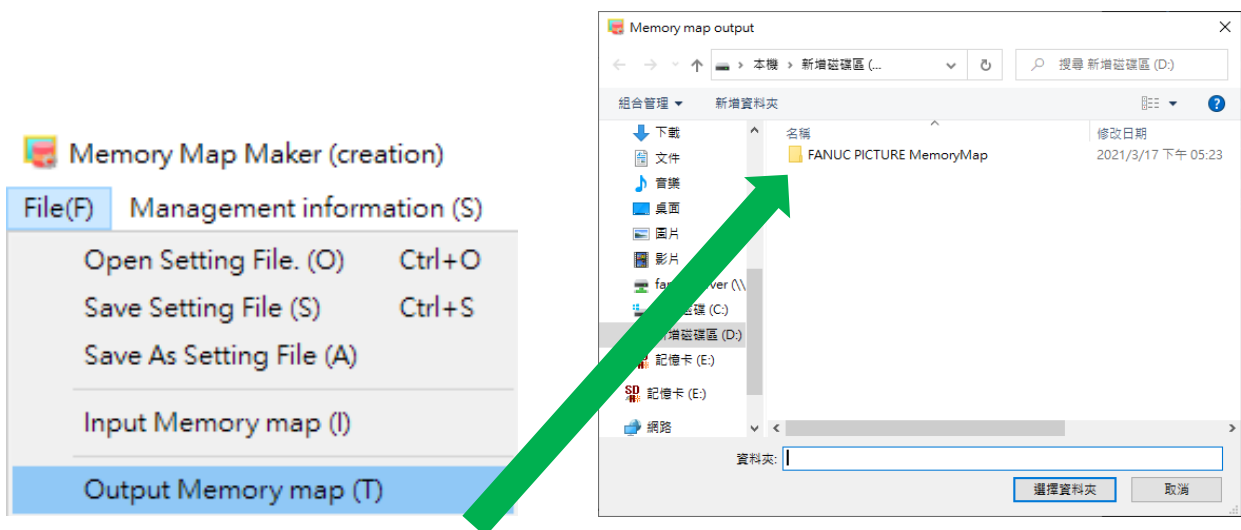 Memory Map Maker (creation)
File(F) Management information (S)
Open Setting File. (O) Ctrl+O
Save Setting File (S) Ctrl+S
Save As Setting File (A)
Input Memory map (I)
Output Memory map (T)
Memory map output
本機 › 新增磁碟區 (...
搜尋 新增磁碟區 (D:)
組合管理 新增資料夾
名稱 修改日期
FANUC PICTURE MemoryMap 2021/3/17 下午 05:23
下載
文件
音樂
桌面
圖片
影片
(\\
(C:)
增磁碟區 (D:)
記憶卡 (E:)
SD 記憶卡 (E:)
網路
資料夾:
選擇資料夾 取消